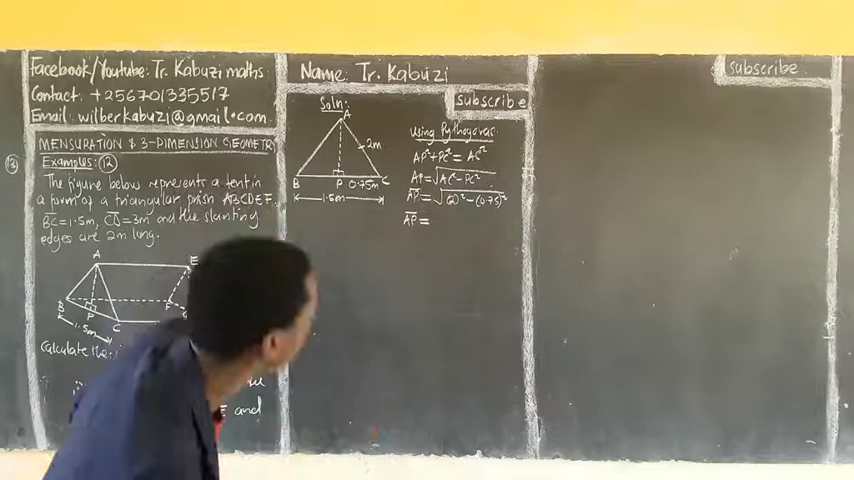 Facebook/Youtube: Tr. Kabuzi maths
Contact: +256701335517
Email: wilberkabuzi@gmail.com
MENSURATION & 3-DIMENSION GEOMETRY
13
Examples: 12
The figure below represents a tent in
a form of a triangular prism ABCDEF.
BC = 1.5m, CD = 3m and the slanting
edges are 2m long.
A
E
B
P
C
F
1.5m
Calculate the:
and
Name: Tr. Kabuzi
subscribe
Soln:
A
2m
B
P
0.75m
C
1.5m
Using Pythagoras
AP² + PC² = AC²
AP = √AC² - PC²
AP = √(2)² - (0.75)²
AP =
subscribe